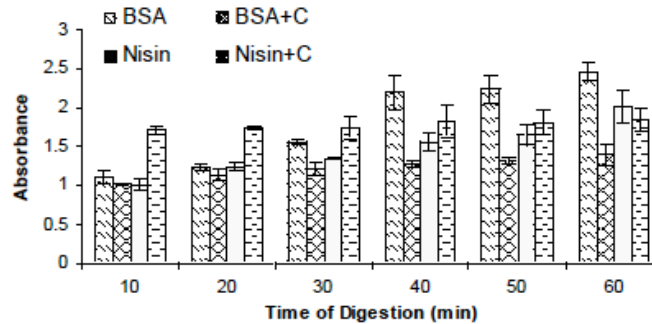 BSA BSA+C
Nisin Nisin+C
3
2.5
2
1.5
1
0.5
0
Absorbance
10 20 30 40 50 60
Time of Digestion (min)